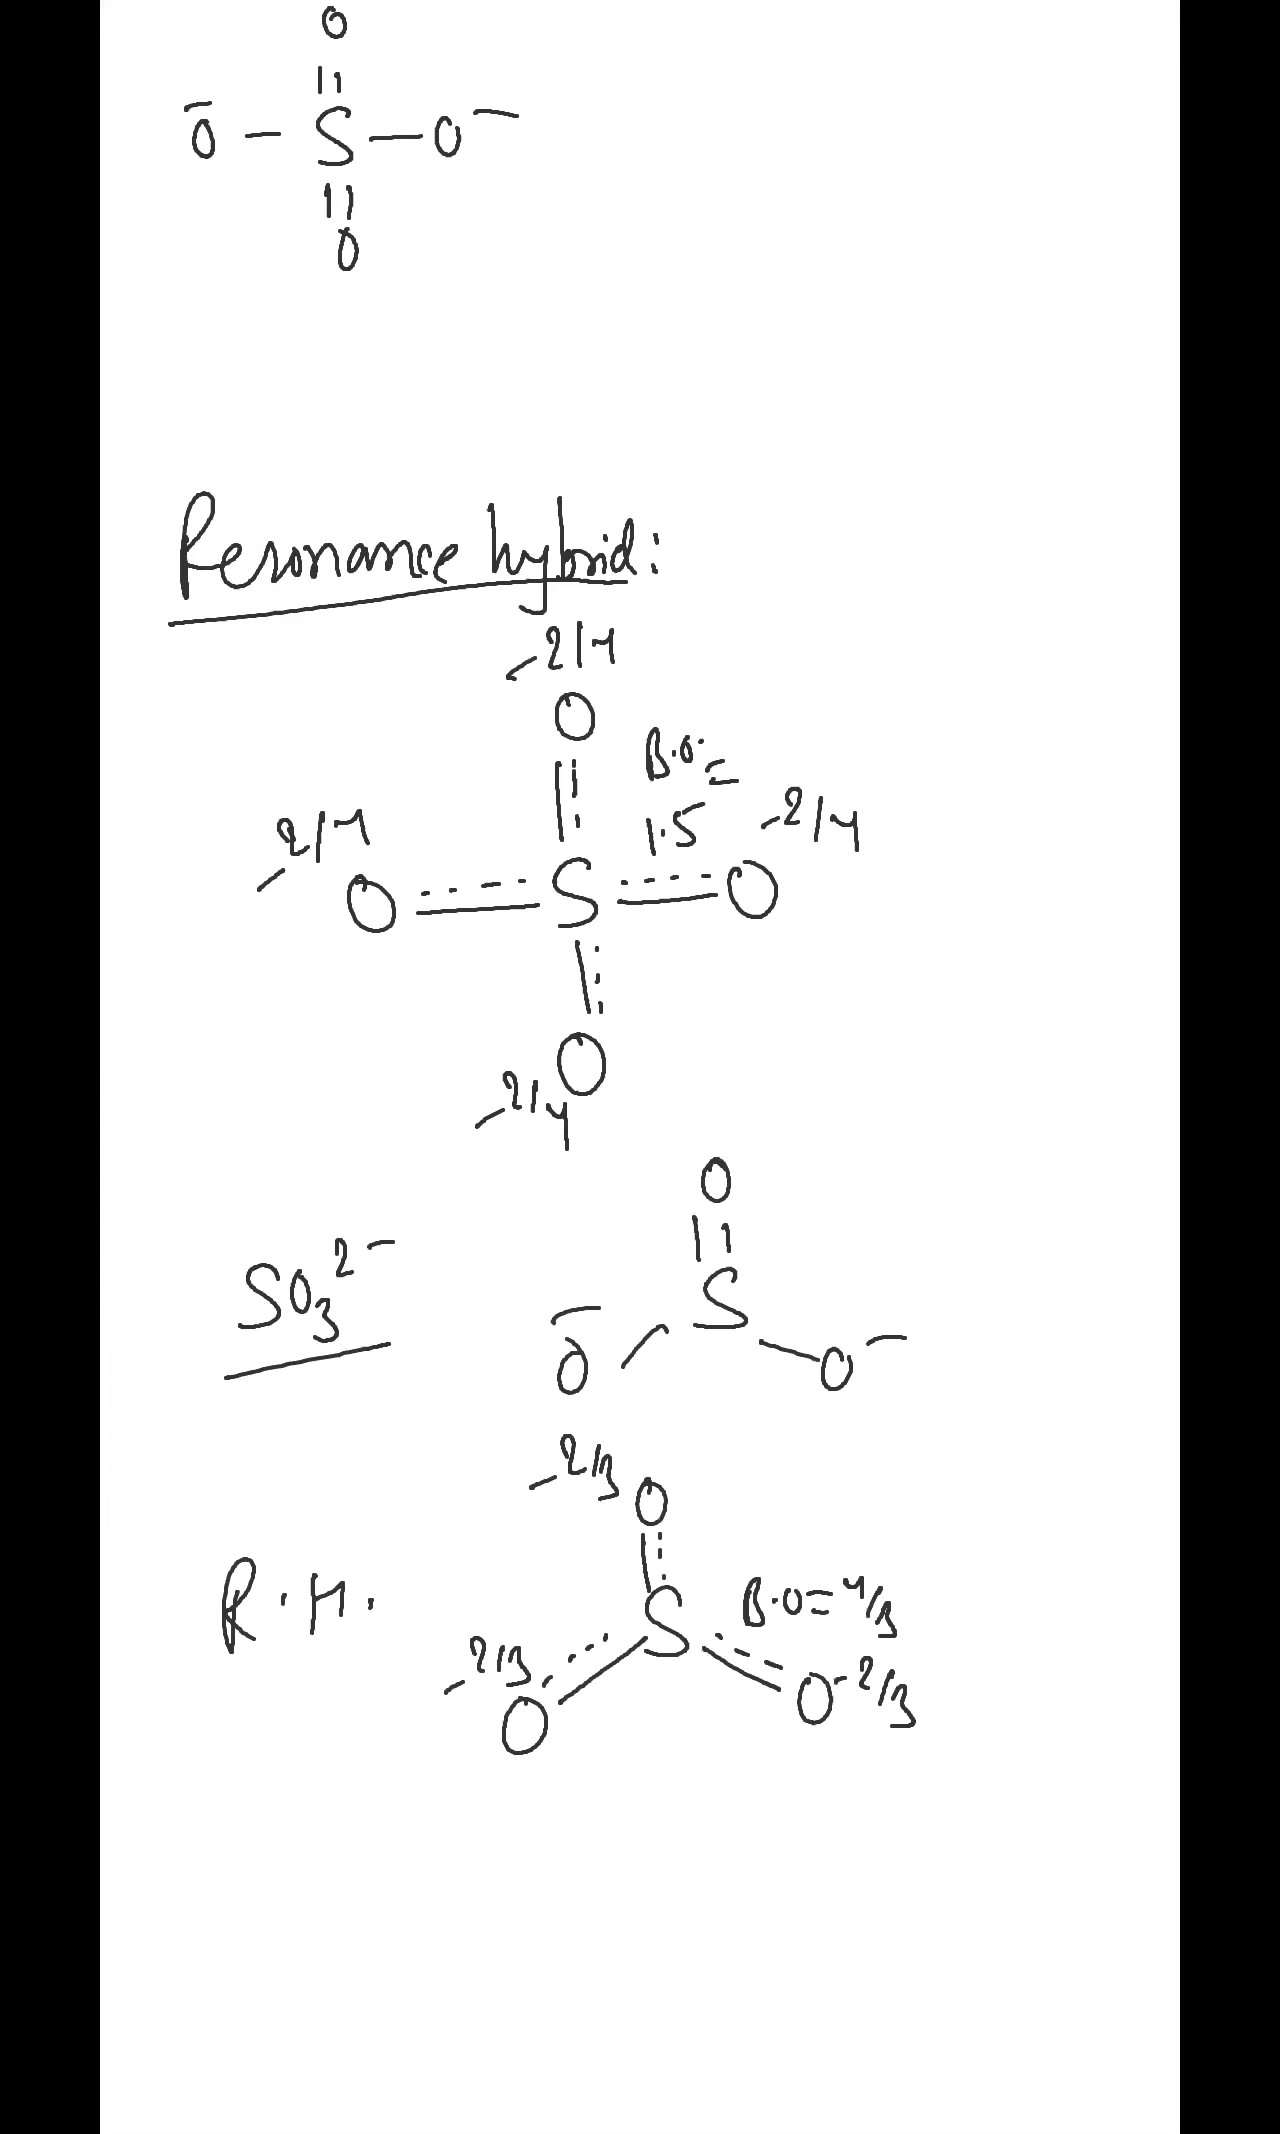 O
||
O⁻ - S - O⁻
||
O
Resonance hybrid:
-2/4
O
B.O. =
1.5
-2/4
-2/4
O S O
O
-2/4
O
||
SO₃²⁻
S
O⁻ O⁻
-2/3
O
R.H.
S
B.O = 4/3
-2/3
O
O -2/3